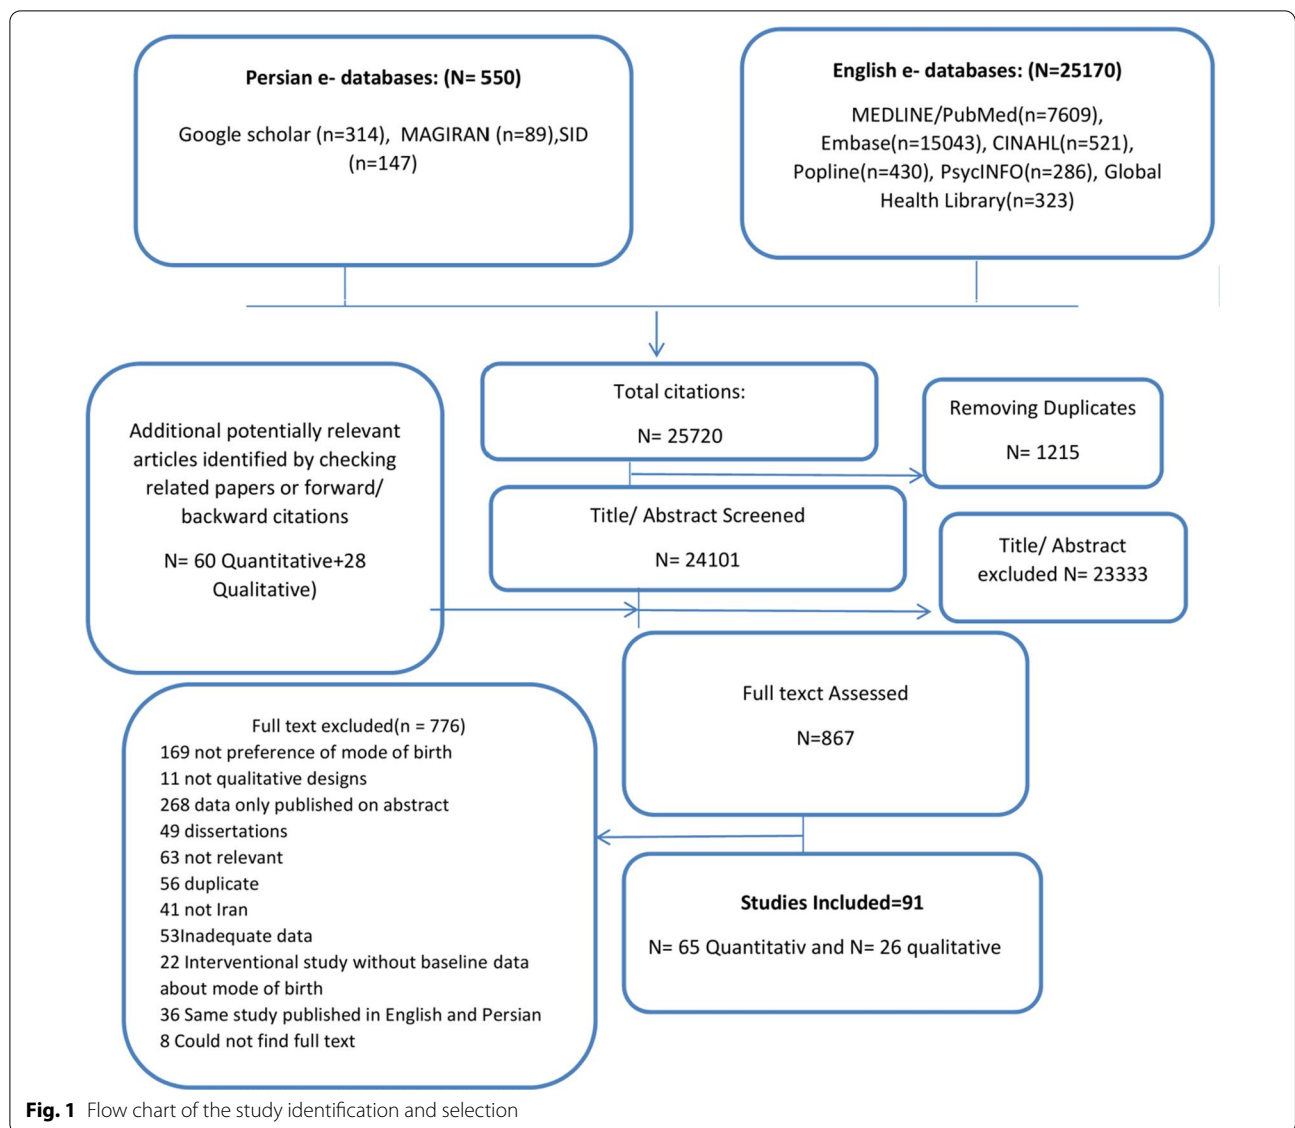 Persian e- databases: (N= 550)
Google scholar (n=314), MAGIRAN (n=89),SID
(n=147)
English e- databases: (N=25170)
MEDLINE/PubMed(n=7609),
Embase(n=15043), CINAHL(n=521),
Popline(n=430), PsycINFO(n=286), Global
Health Library(n=323)
Total citations:
N= 25720
Removing Duplicates
N= 1215
Additional potentially relevant
articles identified by checking
related papers or forward/
backward citations
N= 60 Quantitative+28
Qualitative)
Title/ Abstract Screened
N= 24101
Title/ Abstract
excluded N= 23333
Full texct Assessed
N=867
Full text excluded(n = 776)
169 not preference of mode of birth
11 not qualitative designs
268 data only published on abstract
49 dissertations
63 not relevant
56 duplicate
41 not Iran
53Inadequate data
22 Interventional study without baseline data
about mode of birth
36 Same study published in English and Persian
8 Could not find full text
Studies Included=91
N= 65 Quantitativ and N= 26 qualitative
Fig. 1 Flow chart of the study identification and selection